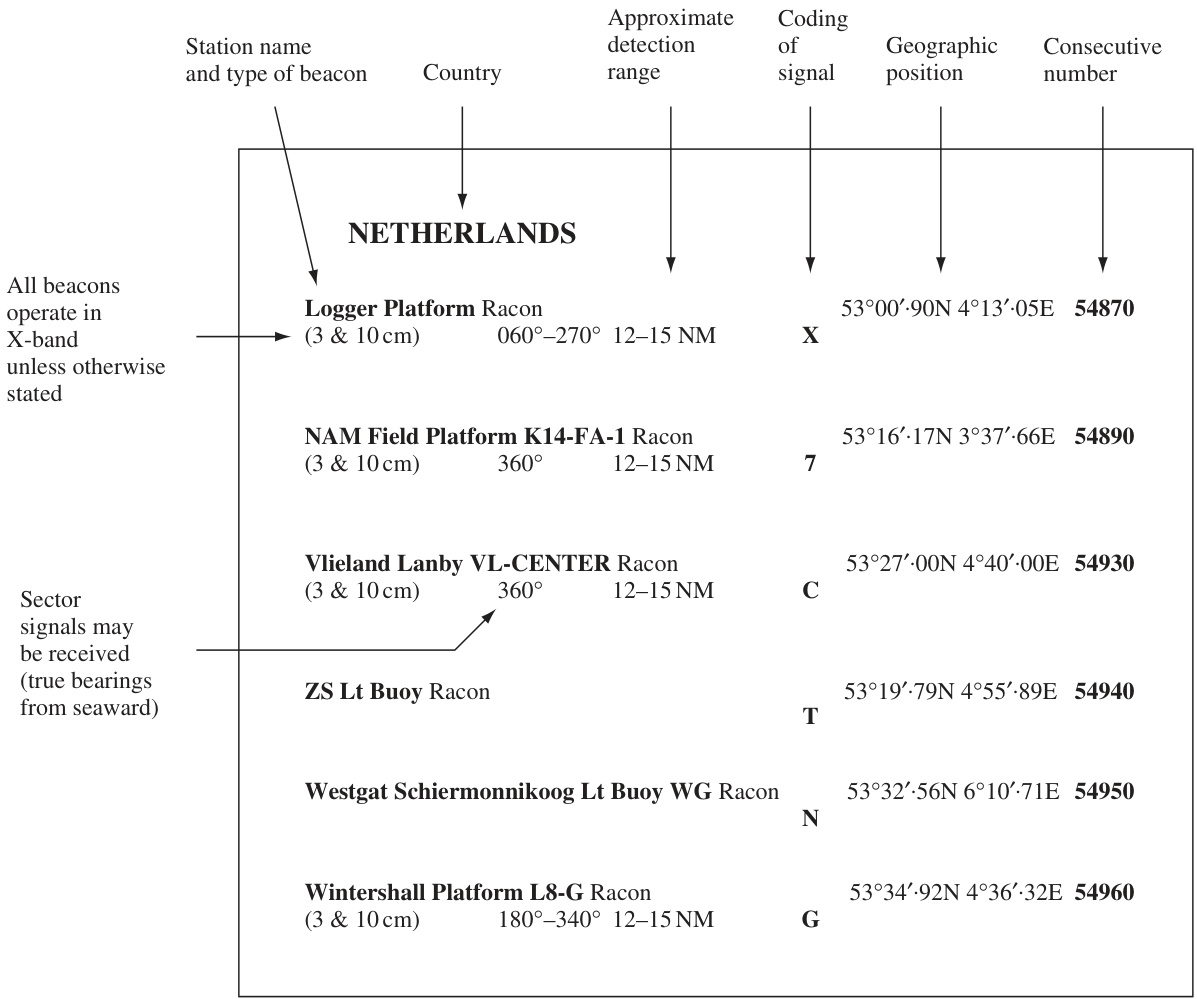 Station name
and type of beacon
Country
Approximate
detection
range
Coding
of
signal
Geographic
position
Consecutive
number
NETHERLANDS
All beacons
operate in
X-band
unless otherwise
stated
Logger Platform Racon 53°00′·90N 4°13′·05E 54870
(3 & 10 cm) 060°–270° 12–15 NM X
NAM Field Platform K14-FA-1 Racon 53°16′·17N 3°37′·66E 54890
(3 & 10 cm) 360° 12–15 NM 7
Vlieland Lanby VL-CENTER Racon 53°27′·00N 4°40′·00E 54930
(3 & 10 cm) 360° 12–15 NM C
Sector
signals may
be received
(true bearings
from seaward)
ZS Lt Buoy Racon 53°19′·79N 4°55′·89E 54940
T
Westgat Schiermonnikoog Lt Buoy WG Racon 53°32′·56N 6°10′·71E 54950
N
Wintershall Platform L8-G Racon 53°34′·92N 4°36′·32E 54960
(3 & 10 cm) 180°–340° 12–15 NM G